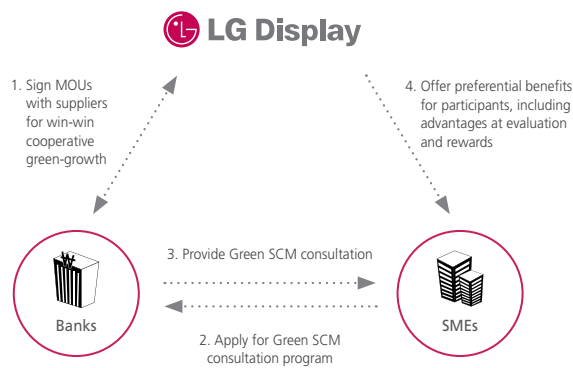 LG Display
1. Sign MOUs
with suppliers
for win-win
cooperative
green-growth
4. Offer preferential benefits
for participants, including
advantages at evaluation
and rewards
3. Provide Green SCM consultation
₩
Banks
SMEs
2. Apply for Green SCM
consultation program